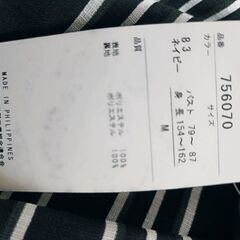 品番
756070
カラー
83
ネイビー
サイズ
バスト 79〜87
身長 154〜162
M
品質
表地
ポリエステル 100%
裏地
ポリエステル 100%
MADE IN PHILIPPINES